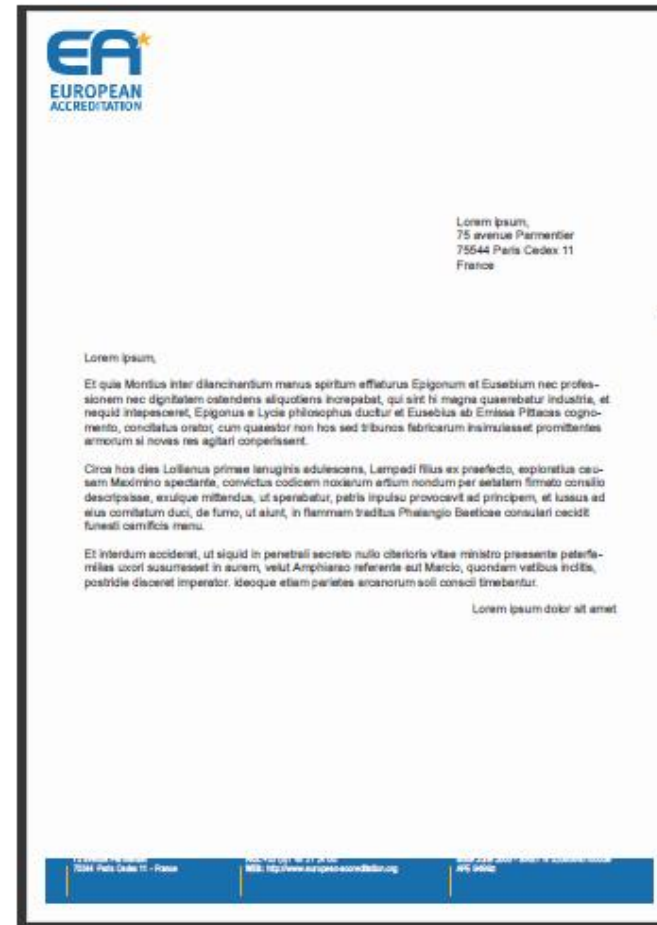 EA
EUROPEAN
ACCREDITATION
Lorem ipsum,
75 avenue Parmentier
75544 Paris Cedex 11
France
Lorem ipsum,
Et quia Montius inter dilancinantium manus spiritum efflaturus Epigonum et Eusebium nec profes-
sionem nec dignitatem ostendens aliquotiens increpabat, qui sint hi magna quaerebatur industria, et
nequid intepesceret, Epigonus e Lycia philosophus ducitur et Eusebius ab Emissa Pittacas cogno-
mento, concitatus orator, cum quaestor non hos sed tribunos fabricarum insimulasset promittentes
armorum si novas res agitari conperissent.
Circa hos dies Lollianus primae lanuginis adulescens, Lampadi filius ex praefecto, exploratius cau-
sam Maximino spectante, convictus codicem noxiarum artium nondum per aetatem firmato consilio
descripsisse, exulque mittendus, ut sperabatur, patris inpulsu provocavit ad principem, et iussus ad
eius comitatum duci, de fumo, ut aiunt, in flammam traditus Phalangio Baeticae consulari cecidit
funesti carnificis manu.
Et interdum acciderat, ut siquid in penetrali secreto nullo citerioris vitae ministro praesente paterfa-
milias uxori susurrasset in aurem, velut Amphiarao referente aut Marcio, quondam vatibus inclitis,
postridie disceret imperator. ideoque etiam parietes arcanorum soli conscii timebantur.
Lorem ipsum dolor sit amet
75 avenue Parmentier
75544 Paris Cedex 11 - France
WEB: http://www.european-accreditation.org